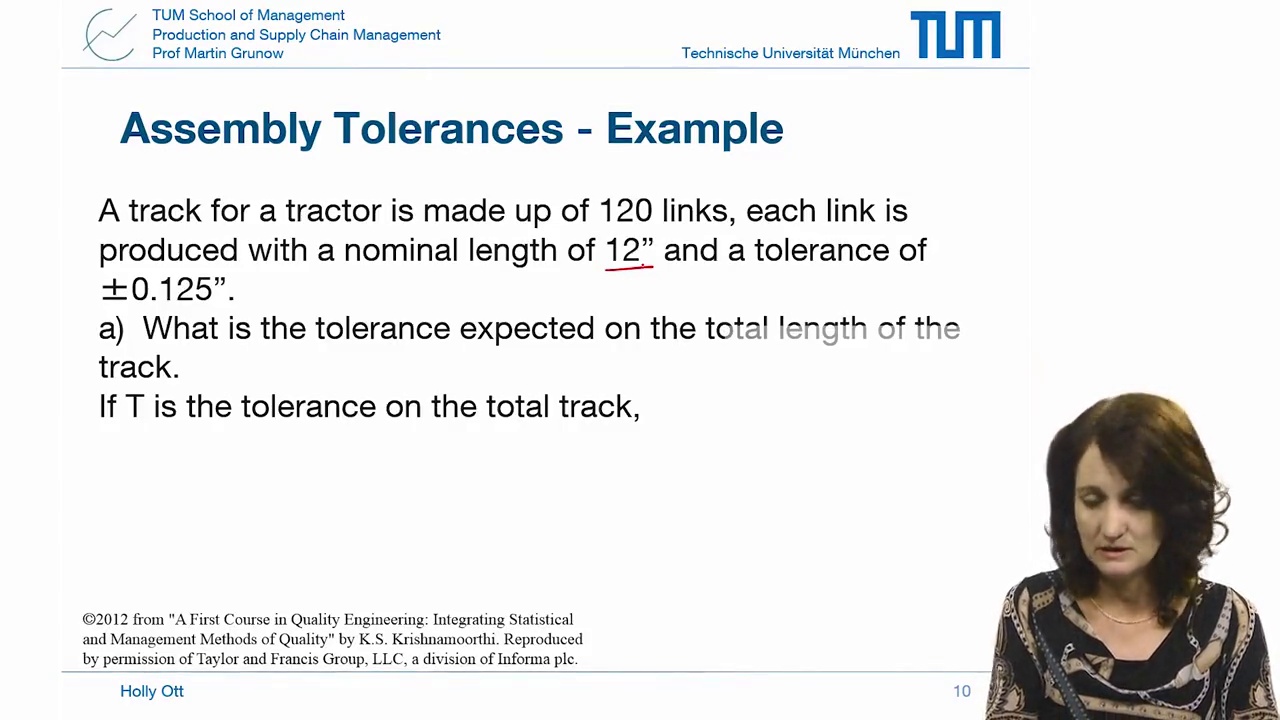 TUM School of Management
Production and Supply Chain Management
Prof Martin Grunow
Technische Universität München
TUM
Assembly Tolerances - Example
A track for a tractor is made up of 120 links, each link is
produced with a nominal length of 12” and a tolerance of
±0.125”.
a) What is the tolerance expected on the total length of the
track.
If T is the tolerance on the total track,
©2012 from "A First Course in Quality Engineering: Integrating Statistical
and Management Methods of Quality" by K.S. Krishnamoorthi. Reproduced
by permission of Taylor and Francis Group, LLC, a division of Informa plc.
Holly Ott
10